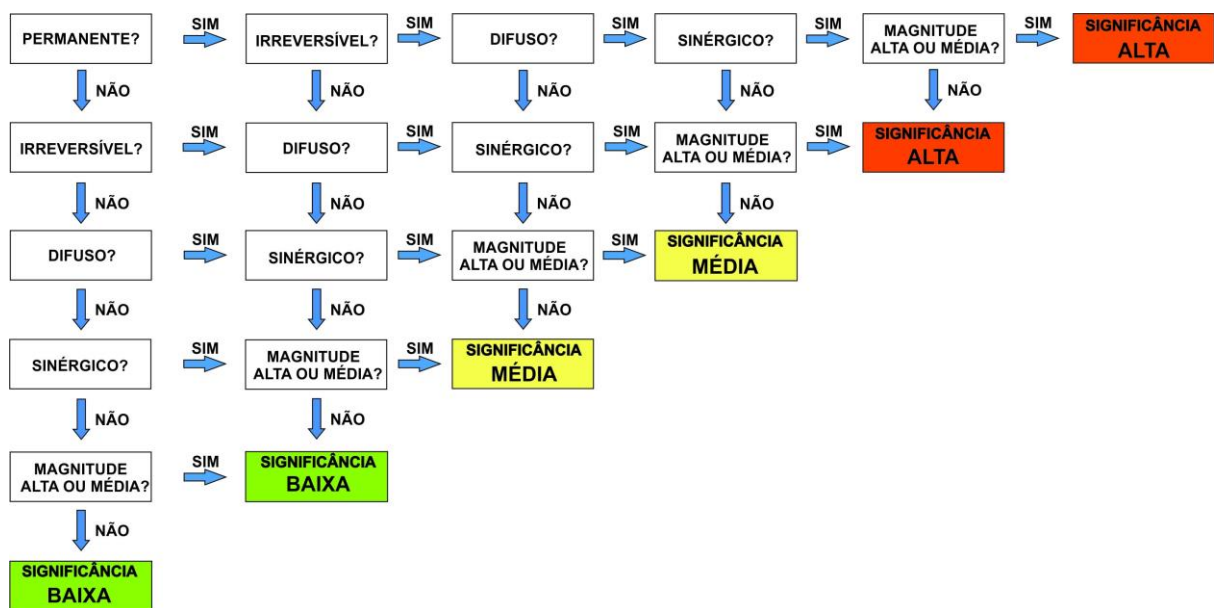 SIM
SIM
SIM
SIM
SIM
PERMANENTE?
IRREVERSÍVEL?
DIFUSO?
SINÉRGICO?
MAGNITUDE
ALTA OU MÉDIA?
SIGNIFICÂNCIA
ALTA
NÃO
NÃO
NÃO
NÃO
NÃO
SIM
SIM
SIM
SIM
IRREVERSÍVEL?
DIFUSO?
SINÉRGICO?
MAGNITUDE
ALTA OU MÉDIA?
SIGNIFICÂNCIA
ALTA
NÃO
NÃO
NÃO
NÃO
SIM
SIM
SIM
DIFUSO?
SINÉRGICO?
MAGNITUDE
ALTA OU MÉDIA?
SIGNIFICÂNCIA
MÉDIA
NÃO
NÃO
NÃO
SIM
SIM
SINÉRGICO?
MAGNITUDE
ALTA OU MÉDIA?
SIGNIFICÂNCIA
MÉDIA
NÃO
NÃO
SIM
MAGNITUDE
ALTA OU MÉDIA?
SIGNIFICÂNCIA
BAIXA
NÃO
SIGNIFICÂNCIA
BAIXA